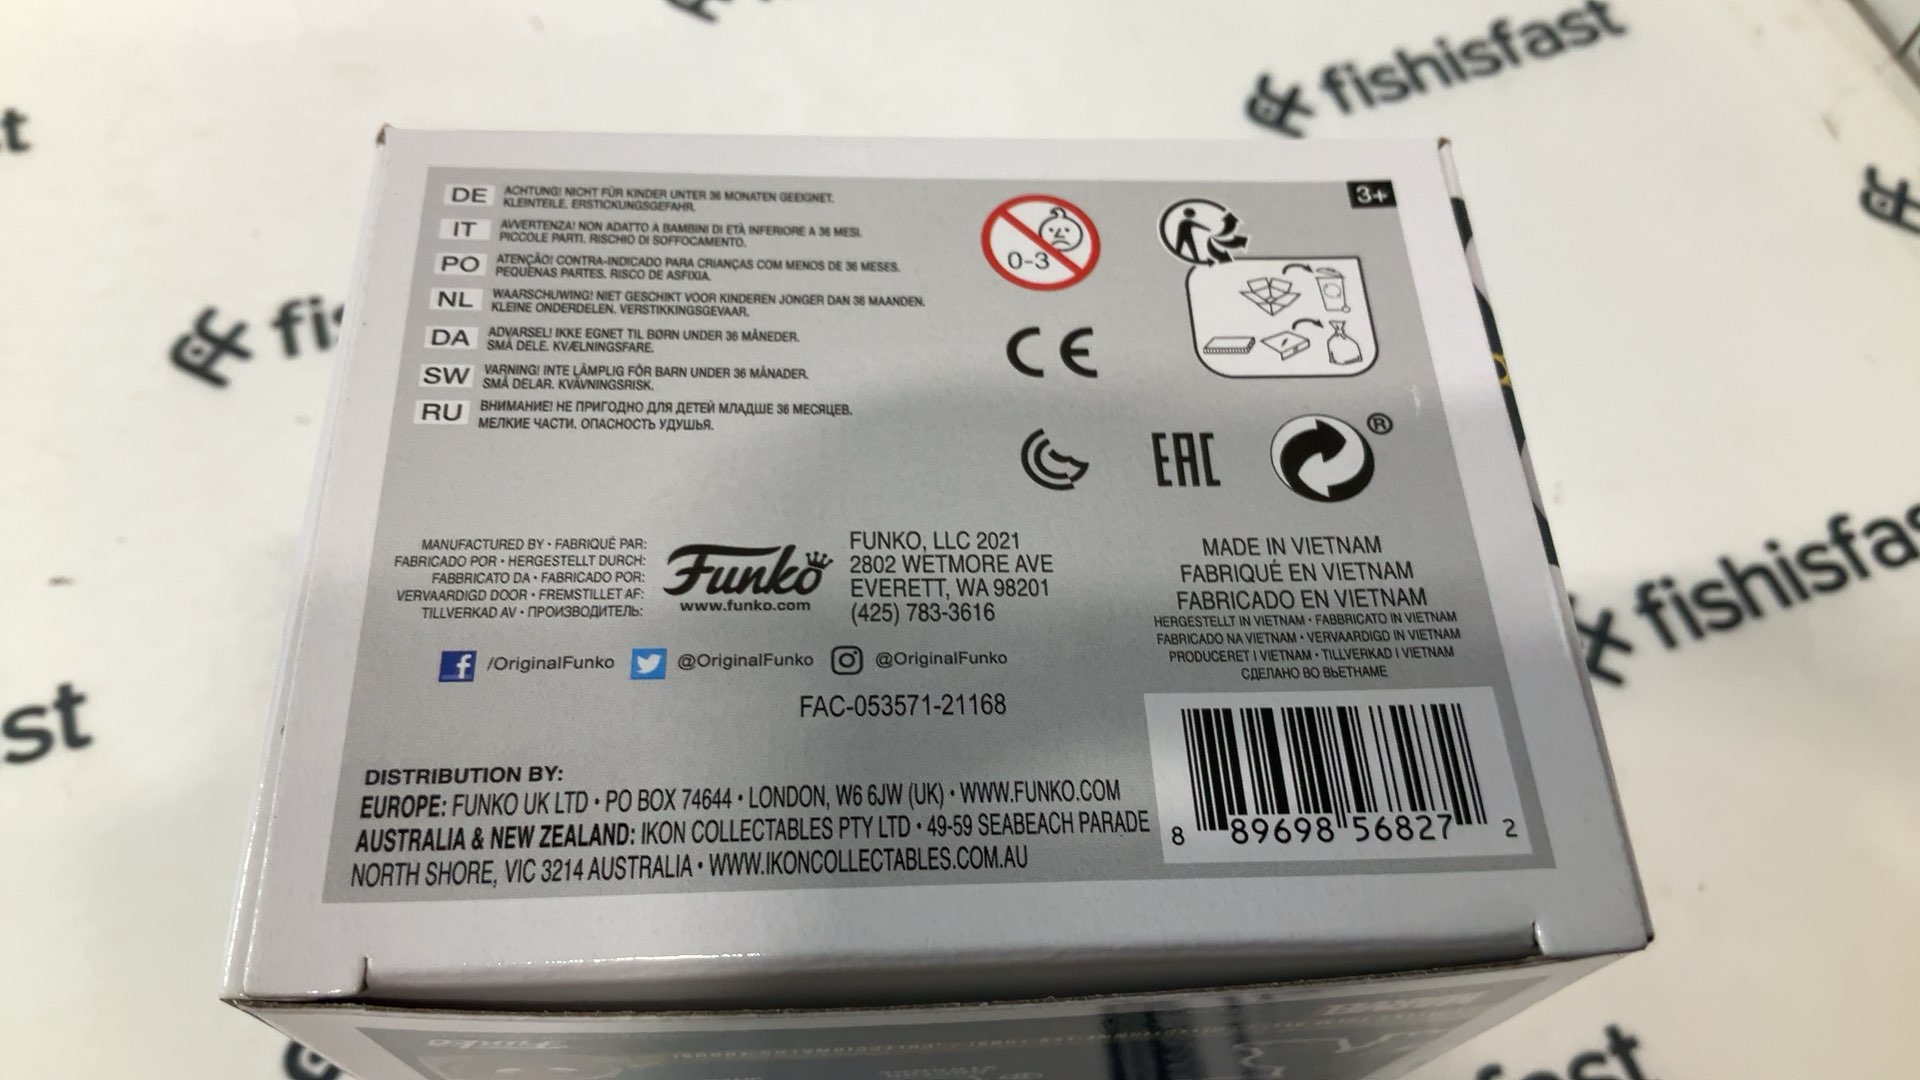 fishisfast
3+
DE ACHTUNG! NICHT FÜR KINDER UNTER 36 MONATEN GEEIGNET.
KLEINTEILE. ERSTICKUNGSGEFAHR.
IT AVVERTENZA! NON ADATTO A BAMBINI DI ETÀ INFERIORE A 36 MESI.
PICCOLE PARTI. RISCHIO DI SOFFOCAMENTO.
PO ATENÇÃO! CONTRA-INDICADO PARA CRIANÇAS COM MENOS DE 36 MESES.
PEQUENAS PARTES. RISCO DE ASFIXIA.
NL WAARSCHUWING! NIET GESCHIKT VOOR KINDEREN JONGER DAN 36 MAANDEN.
KLEINE ONDERDELEN. VERSTIKKINGSGEVAAR.
DA ADVARSEL! IKKE EGNET TIL BØRN UNDER 36 MÅNEDER.
SMÅ DELE. KVÆLNINGSFARE.
SW VARNING! INTE LÄMPLIG FÖR BARN UNDER 36 MÅNADER.
SMÅ DELAR. KVÄVNINGSRISK.
RU ВНИМАНИЕ! НЕ ПРИГОДНО ДЛЯ ДЕТЕЙ МЛАДШЕ 36 МЕСЯЦЕВ.
МЕЛКИЕ ЧАСТИ. ОПАСНОСТЬ УДУШЬЯ.
0-3
CE
EAC
®
MANUFACTURED BY • FABRIQUÉ PAR:
FABRICADO POR • HERGESTELLT DURCH:
FABBRICATO DA • FABRICADO POR:
VERVAARDIGD DOOR • FREMSTILLET AF:
TILLVERKAD AV • ПРОИЗВОДИТЕЛЬ:
Funko
www.funko.com
FUNKO, LLC 2021
2802 WETMORE AVE
EVERETT, WA 98201
(425) 783-3616
/OriginalFunko @OriginalFunko @OriginalFunko
FAC-053571-21168
MADE IN VIETNAM
FABRIQUÉ EN VIETNAM
FABRICADO EN VIETNAM
HERGESTELLT IN VIETNAM • FABBRICATO IN VIETNAM
FABRICADO NA VIETNAM • VERVAARDIGD IN VIETNAM
PRODUCERET I VIETNAM • TILLVERKAD I VIETNAM
СДЕЛАНО ВО ВЬЕТНАМЕ
DISTRIBUTION BY:
EUROPE: FUNKO UK LTD • PO BOX 74644 • LONDON, W6 6JW (UK) • WWW.FUNKO.COM
AUSTRALIA & NEW ZEALAND: IKON COLLECTABLES PTY LTD • 49-59 SEABEACH PARADE
NORTH SHORE, VIC 3214 AUSTRALIA • WWW.IKONCOLLECTABLES.COM.AU
8 89698 56827 2
fishisfast
fishisfast